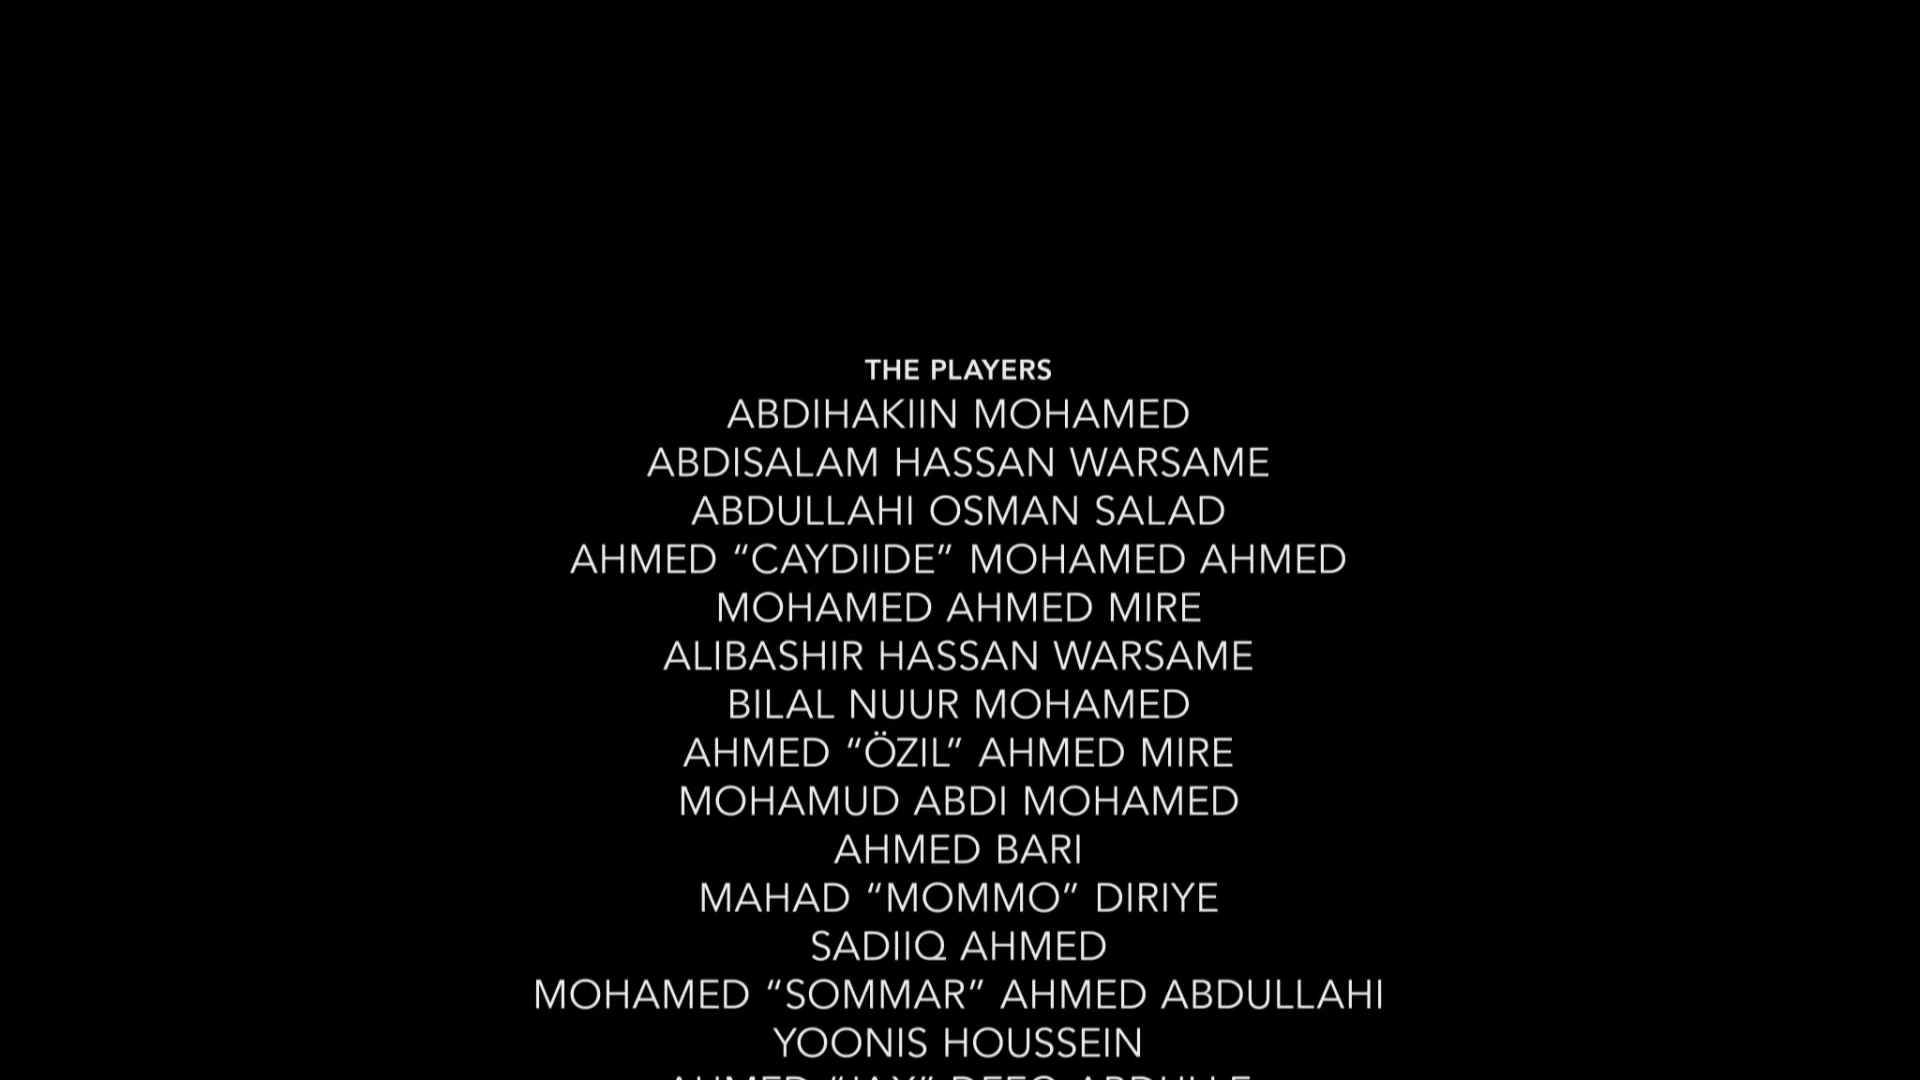 THE PLAYERS
ABDIHAKIIN MOHAMED
ABDISALAM HASSAN WARSAME
ABDULLAHI OSMAN SALAD
AHMED “CAYDIIDE” MOHAMED AHMED
MOHAMED AHMED MIRE
ALIBASHIR HASSAN WARSAME
BILAL NUUR MOHAMED
AHMED “ÖZIL” AHMED MIRE
MOHAMUD ABDI MOHAMED
AHMED BARI
MAHAD “MOMMO” DIRIYE
SADIIQ AHMED
MOHAMED “SOMMAR” AHMED ABDULLAHI
YOONIS HOUSSEIN
AHMED “JAY”